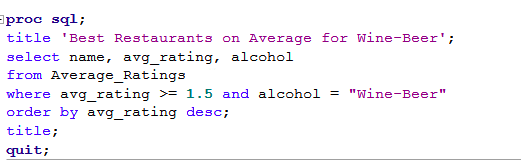 proc sql;
title 'Best Restaurants on Average for Wine-Beer';
select name, avg_rating, alcohol
from Average_Ratings
where avg_rating >= 1.5 and alcohol = "Wine-Beer"
order by avg_rating desc;
title;
quit;